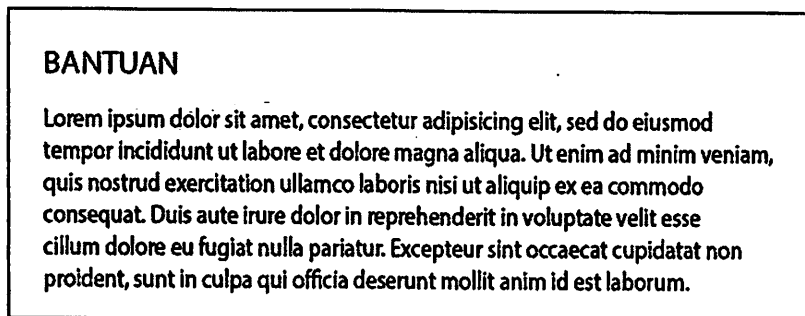 BANTUAN
Lorem ipsum dolor sit amet, consectetur adipisicing elit, sed do eiusmod
tempor incididunt ut labore et dolore magna aliqua. Ut enim ad minim veniam,
quis nostrud exercitation ullamco laboris nisi ut aliquip ex ea commodo
consequat. Duis aute irure dolor in reprehenderit in voluptate velit esse
cillum dolore eu fugiat nulla pariatur. Excepteur sint occaecat cupidatat non
proident, sunt in culpa qui officia deserunt mollit anim id est laborum.